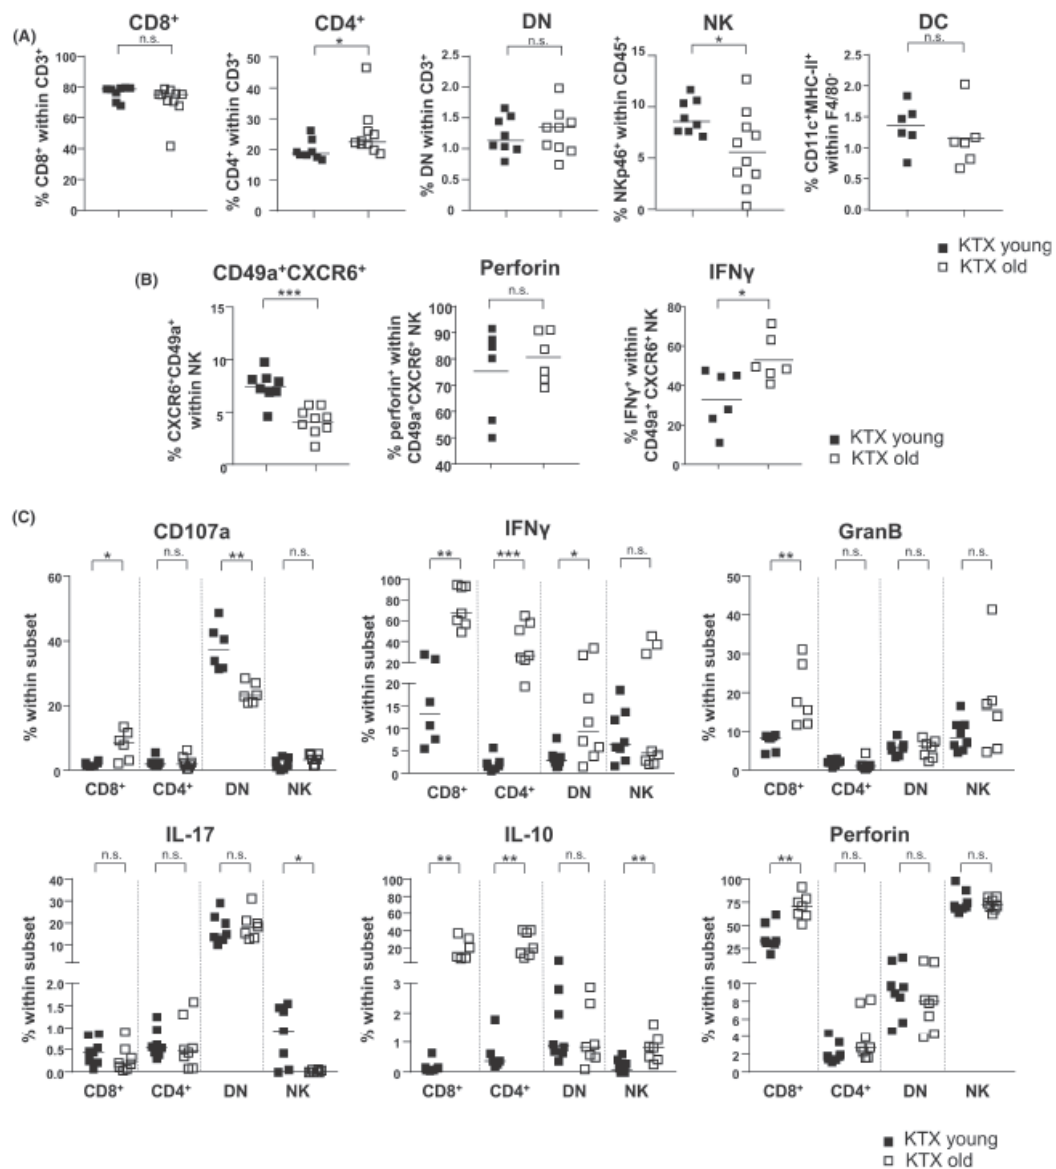 (A)
CD8⁺ CD4⁺ DN NK DC
n.s. * n.s. * n.s.
% CD8⁺ within CD3⁺
100
80
60
40
20
0
% CD4⁺ within CD3⁺
50
40
30
20
10
0
% DN within CD3⁺
2.5
2.0
1.5
1.0
0.5
0.0
% NKp46⁺ within CD45⁺
15
10
5
0
% CD11c⁺MHC-II⁺
within F4/80⁻
2.5
2.0
1.5
1.0
0.5
0.0
KTX young
KTX old
(B)
CD49a⁺CXCR6⁺ Perforin IFNγ
*** n.s. *
% CXCR6⁺CD49a⁺
within NK
15
10
5
0
% perforin⁺ within
CD49a⁺CXCR6⁺ NK
100
90
80
70
60
50
40
% IFNγ⁺ within
CD49a⁺ CXCR6⁺ NK
80
60
40
20
0
KTX young
KTX old
(C)
CD107a
* n.s. ** n.s.
% within subset
60
40
20
0
CD8⁺ CD4⁺ DN NK
IFNγ
** *** * n.s.
% within subset
100
80
60
40
20
20
15
10
5
0
CD8⁺ CD4⁺ DN NK
GranB
** n.s. n.s. n.s.
% within subset
50
40
30
20
10
0
CD8⁺ CD4⁺ DN NK
IL-17
n.s. n.s. n.s. *
% within subset
40
30
20
10
2.0
1.5
1.0
0.5
0.0
CD8⁺ CD4⁺ DN NK
IL-10
** ** n.s. **
% within subset
100
80
60
40
20
3
2
1
0
CD8⁺ CD4⁺ DN NK
Perforin
** n.s. n.s. n.s.
% within subset
100
75
50
25
10
8
6
4
2
0
CD8⁺ CD4⁺ DN NK
KTX young
KTX old